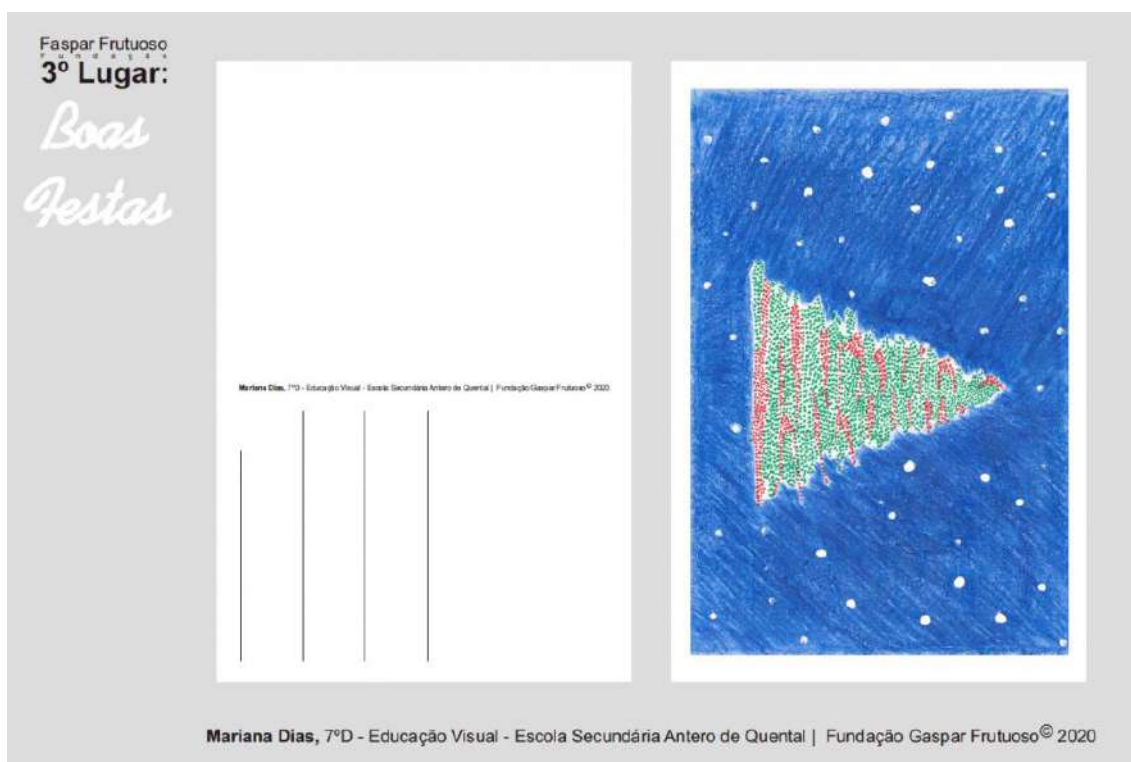 Faspar Frutuoso
Fundação
3º Lugar:
Boas
Festas
Mariana Dias, 7ºD - Educação Visual - Escola Secundária Antero de Quental | Fundação Gaspar Frutuoso© 2020
Mariana Dias, 7ºD - Educação Visual - Escola Secundária Antero de Quental | Fundação Gaspar Frutuoso© 2020